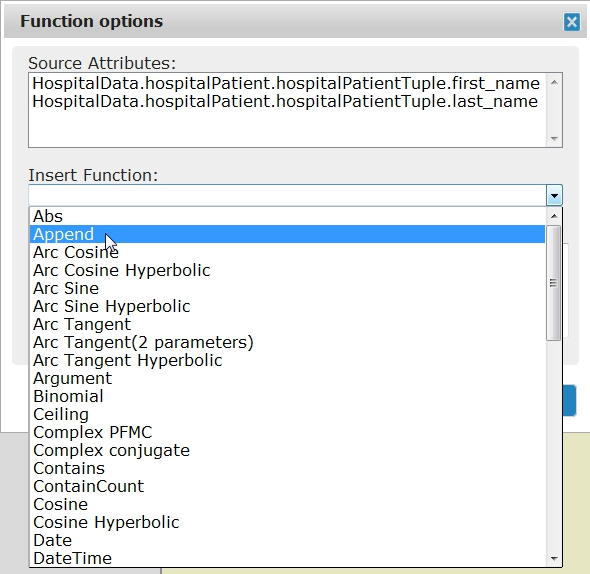 Function options
Source Attributes:
HospitalData.hospitalPatient.hospitalPatientTuple.first_name
HospitalData.hospitalPatient.hospitalPatientTuple.last_name
Insert Function:
Abs
Append
Arc Cosine
Arc Cosine Hyperbolic
Arc Sine
Arc Sine Hyperbolic
Arc Tangent
Arc Tangent(2 parameters)
Arc Tangent Hyperbolic
Argument
Binomial
Ceiling
Complex PFMC
Complex conjugate
Contains
ContainCount
Cosine
Cosine Hyperbolic
Date
DateTime